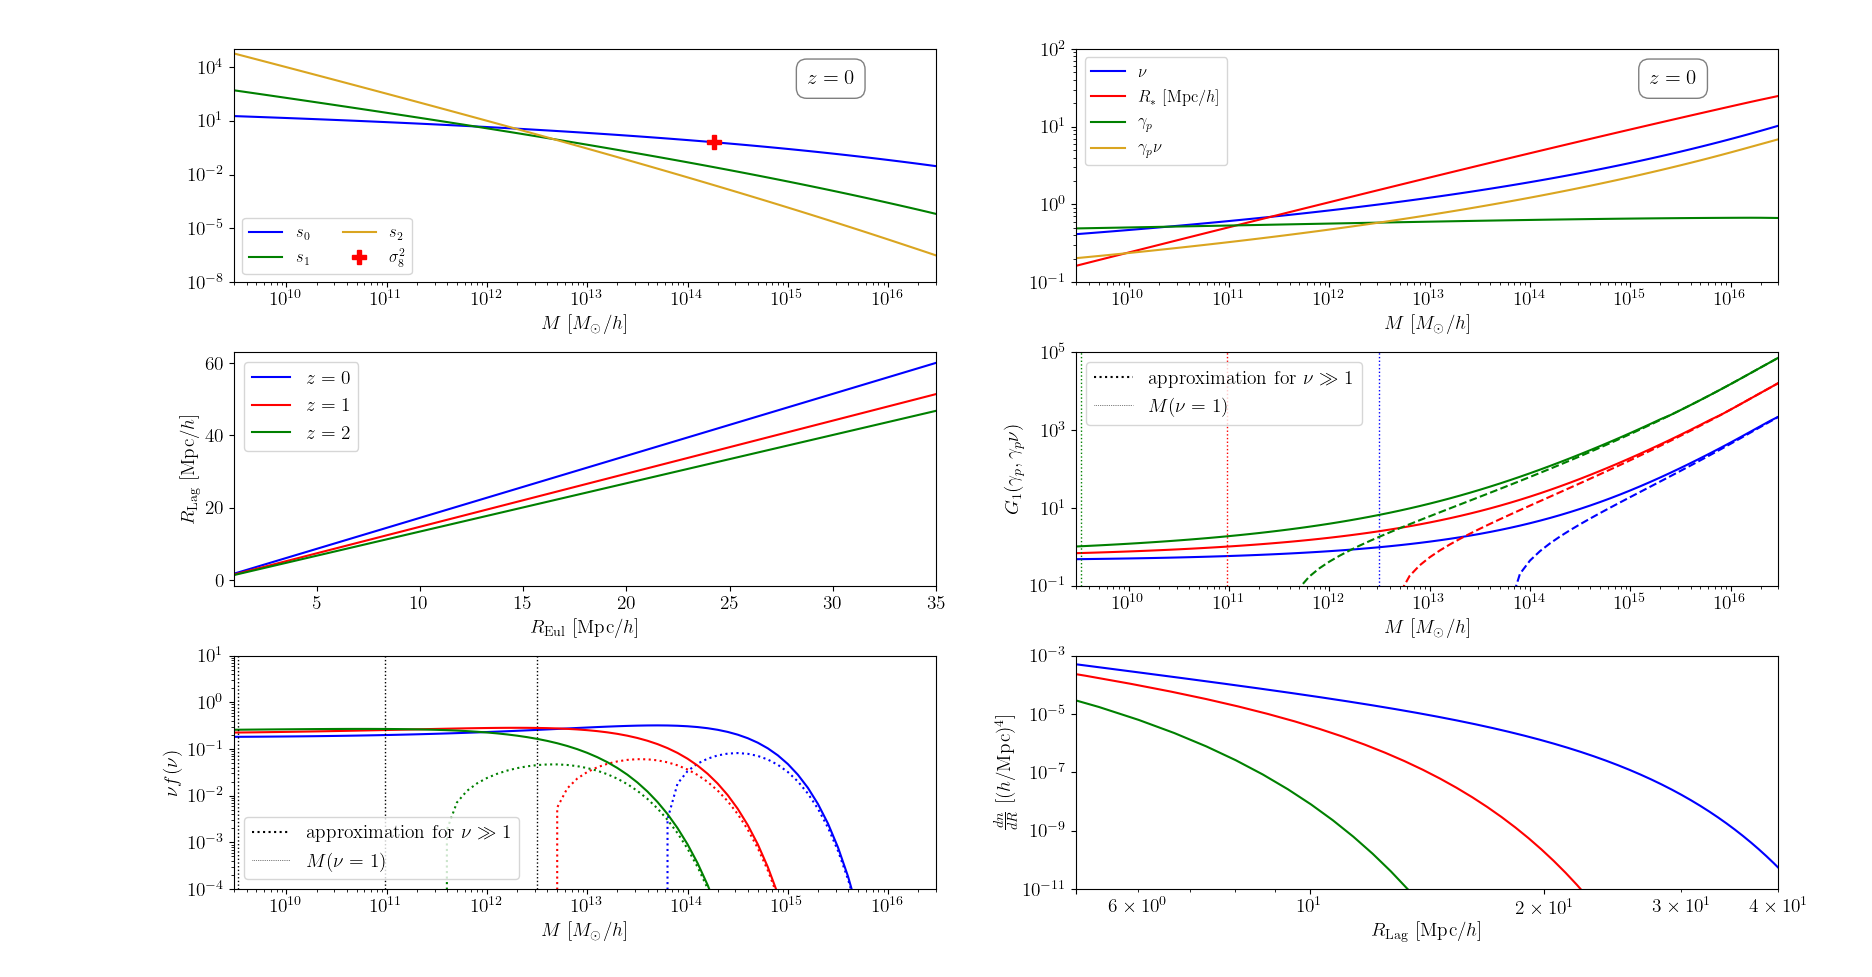 10^4
10^1
10^-2
10^-5
10^-8
z = 0
s_0 s_2
s_1 σ_8^2
10^10 10^11 10^12 10^13 10^14 10^15 10^16
M [M_⊙/h]
10^2
10^1
10^0
10^-1
ν
R_* [Mpc/h]
γ_p
γ_pν
z = 0
10^10 10^11 10^12 10^13 10^14 10^15 10^16
M [M_⊙/h]
R_Lag [Mpc/h]
60
40
20
0
z = 0
z = 1
z = 2
5 10 15 20 25 30 35
R_Eul [Mpc/h]
G_1(γ_p, γ_pν)
10^5
10^3
10^1
10^-1
approximation for ν ≫ 1
M(ν = 1)
10^10 10^11 10^12 10^13 10^14 10^15 10^16
M [M_⊙/h]
νf(ν)
10^1
10^0
10^-1
10^-2
10^-3
10^-4
approximation for ν ≫ 1
M(ν = 1)
10^10 10^11 10^12 10^13 10^14 10^15 10^16
M [M_⊙/h]
dn/dR [(h/Mpc)^4]
10^-3
10^-5
10^-7
10^-9
10^-11
6 × 10^0 10^1 2 × 10^1 3 × 10^1 4 × 10^1
R_Lag [Mpc/h]